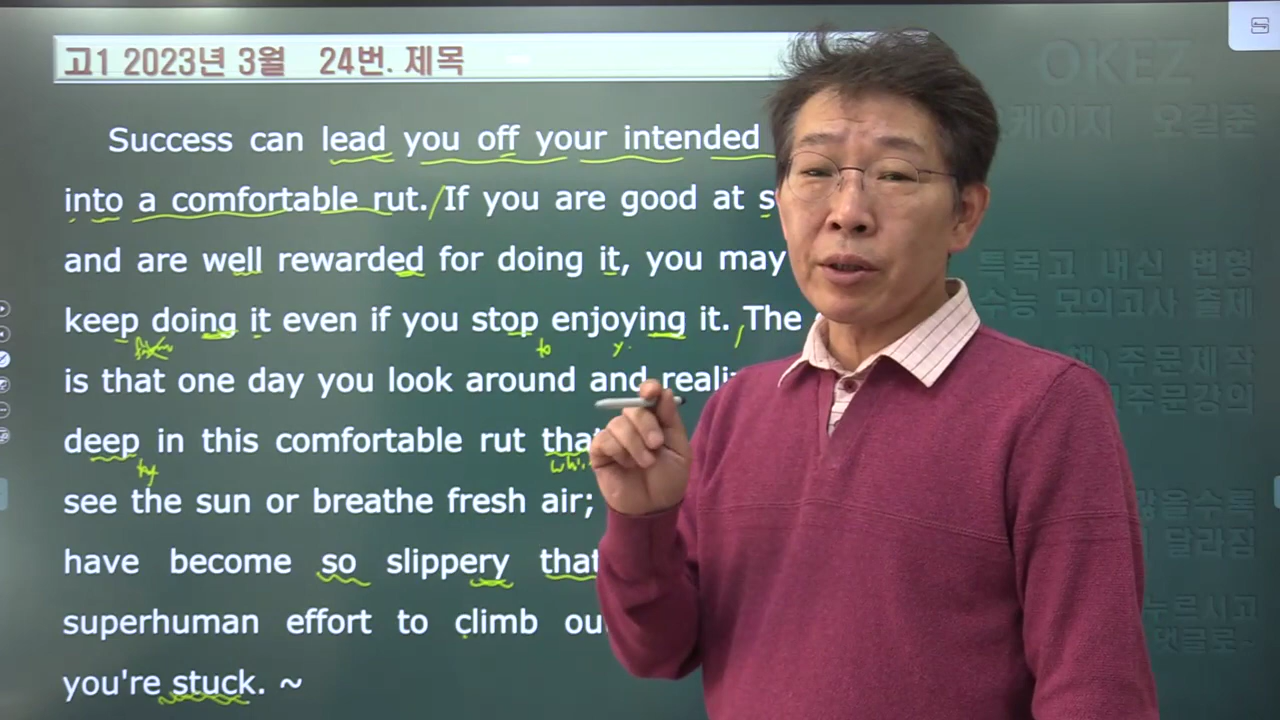 고1 2023년 3월 24번. 제목
OKEZ
케이지 오길준
Success can lead you off your intended
into a comfortable rut. If you are good at s
and are well rewarded for doing it, you may
특목고 내신 변형
수능 모의고사 출제
keep doing it even if you stop enjoying it. The
to
y.
주문제작
is that one day you look around and reali
주문강의
deep in this comfortable rut tha
ly
whi.
see the sun or breathe fresh air;
많을수록
have become so slippery that
달라짐
superhuman effort to climb ou
누르시고
댓글로~
you're stuck. ~